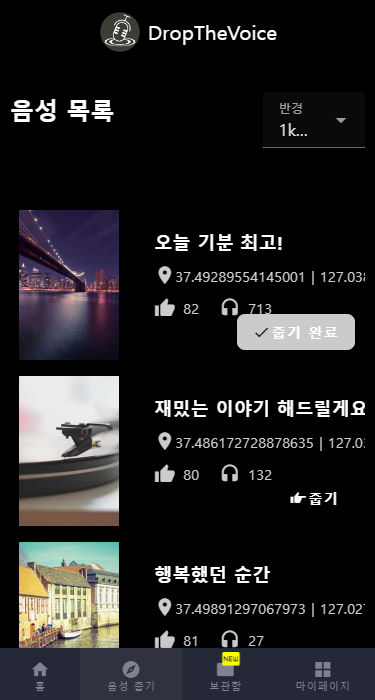 DropTheVoice
음성 목록
반경
1k...
오늘 기분 최고!
37.49289554145001 | 127.038
82 713
줍기 완료
재밌는 이야기 해드릴게요
37.486172728878635 | 127.03
80 132
줍기
행복했던 순간
37.49891297067973 | 127.027
81 27
NEW
홈 음성 줍기 보관함 마이페이지